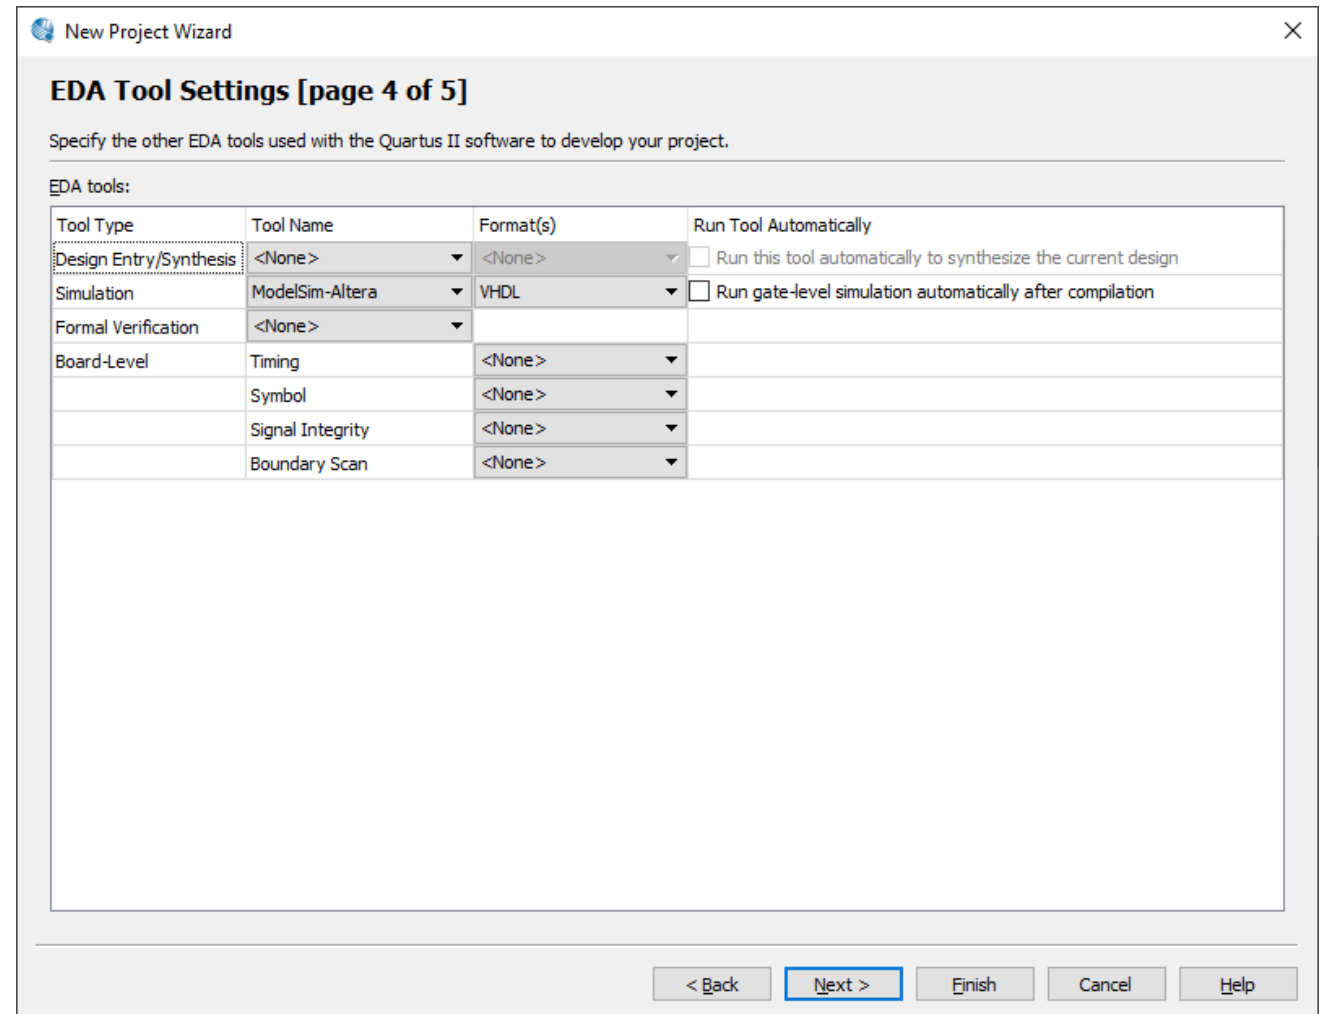 New Project Wizard
EDA Tool Settings [page 4 of 5]
Specify the other EDA tools used with the Quartus II software to develop your project.
EDA tools:
Tool Type Tool Name Format(s) Run Tool Automatically
Design Entry/Synthesis <None> <None> Run this tool automatically to synthesize the current design
Simulation ModelSim-Altera VHDL Run gate-level simulation automatically after compilation
Formal Verification <None>
Board-Level Timing <None>
Symbol <None>
Signal Integrity <None>
Boundary Scan <None>
< Back Next > Finish Cancel Help